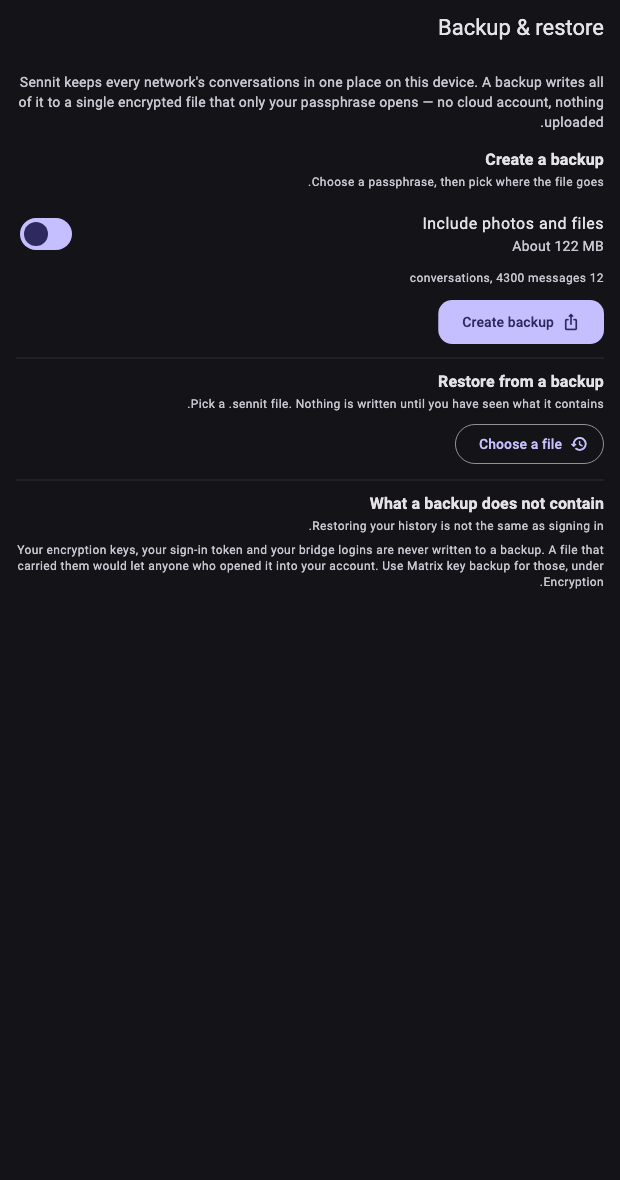 Backup & restore
Sennit keeps every network's conversations in one place on this device. A backup writes all
of it to a single encrypted file that only your passphrase opens — no cloud account, nothing
.uploaded
Create a backup
.Choose a passphrase, then pick where the file goes
Include photos and files
About 122 MB
conversations, 4300 messages 12
Create backup
Restore from a backup
.Pick a .sennit file. Nothing is written until you have seen what it contains
Choose a file
What a backup does not contain
.Restoring your history is not the same as signing in
Your encryption keys, your sign-in token and your bridge logins are never written to a backup. A file that
carried them would let anyone who opened it into your account. Use Matrix key backup for those, under
.Encryption